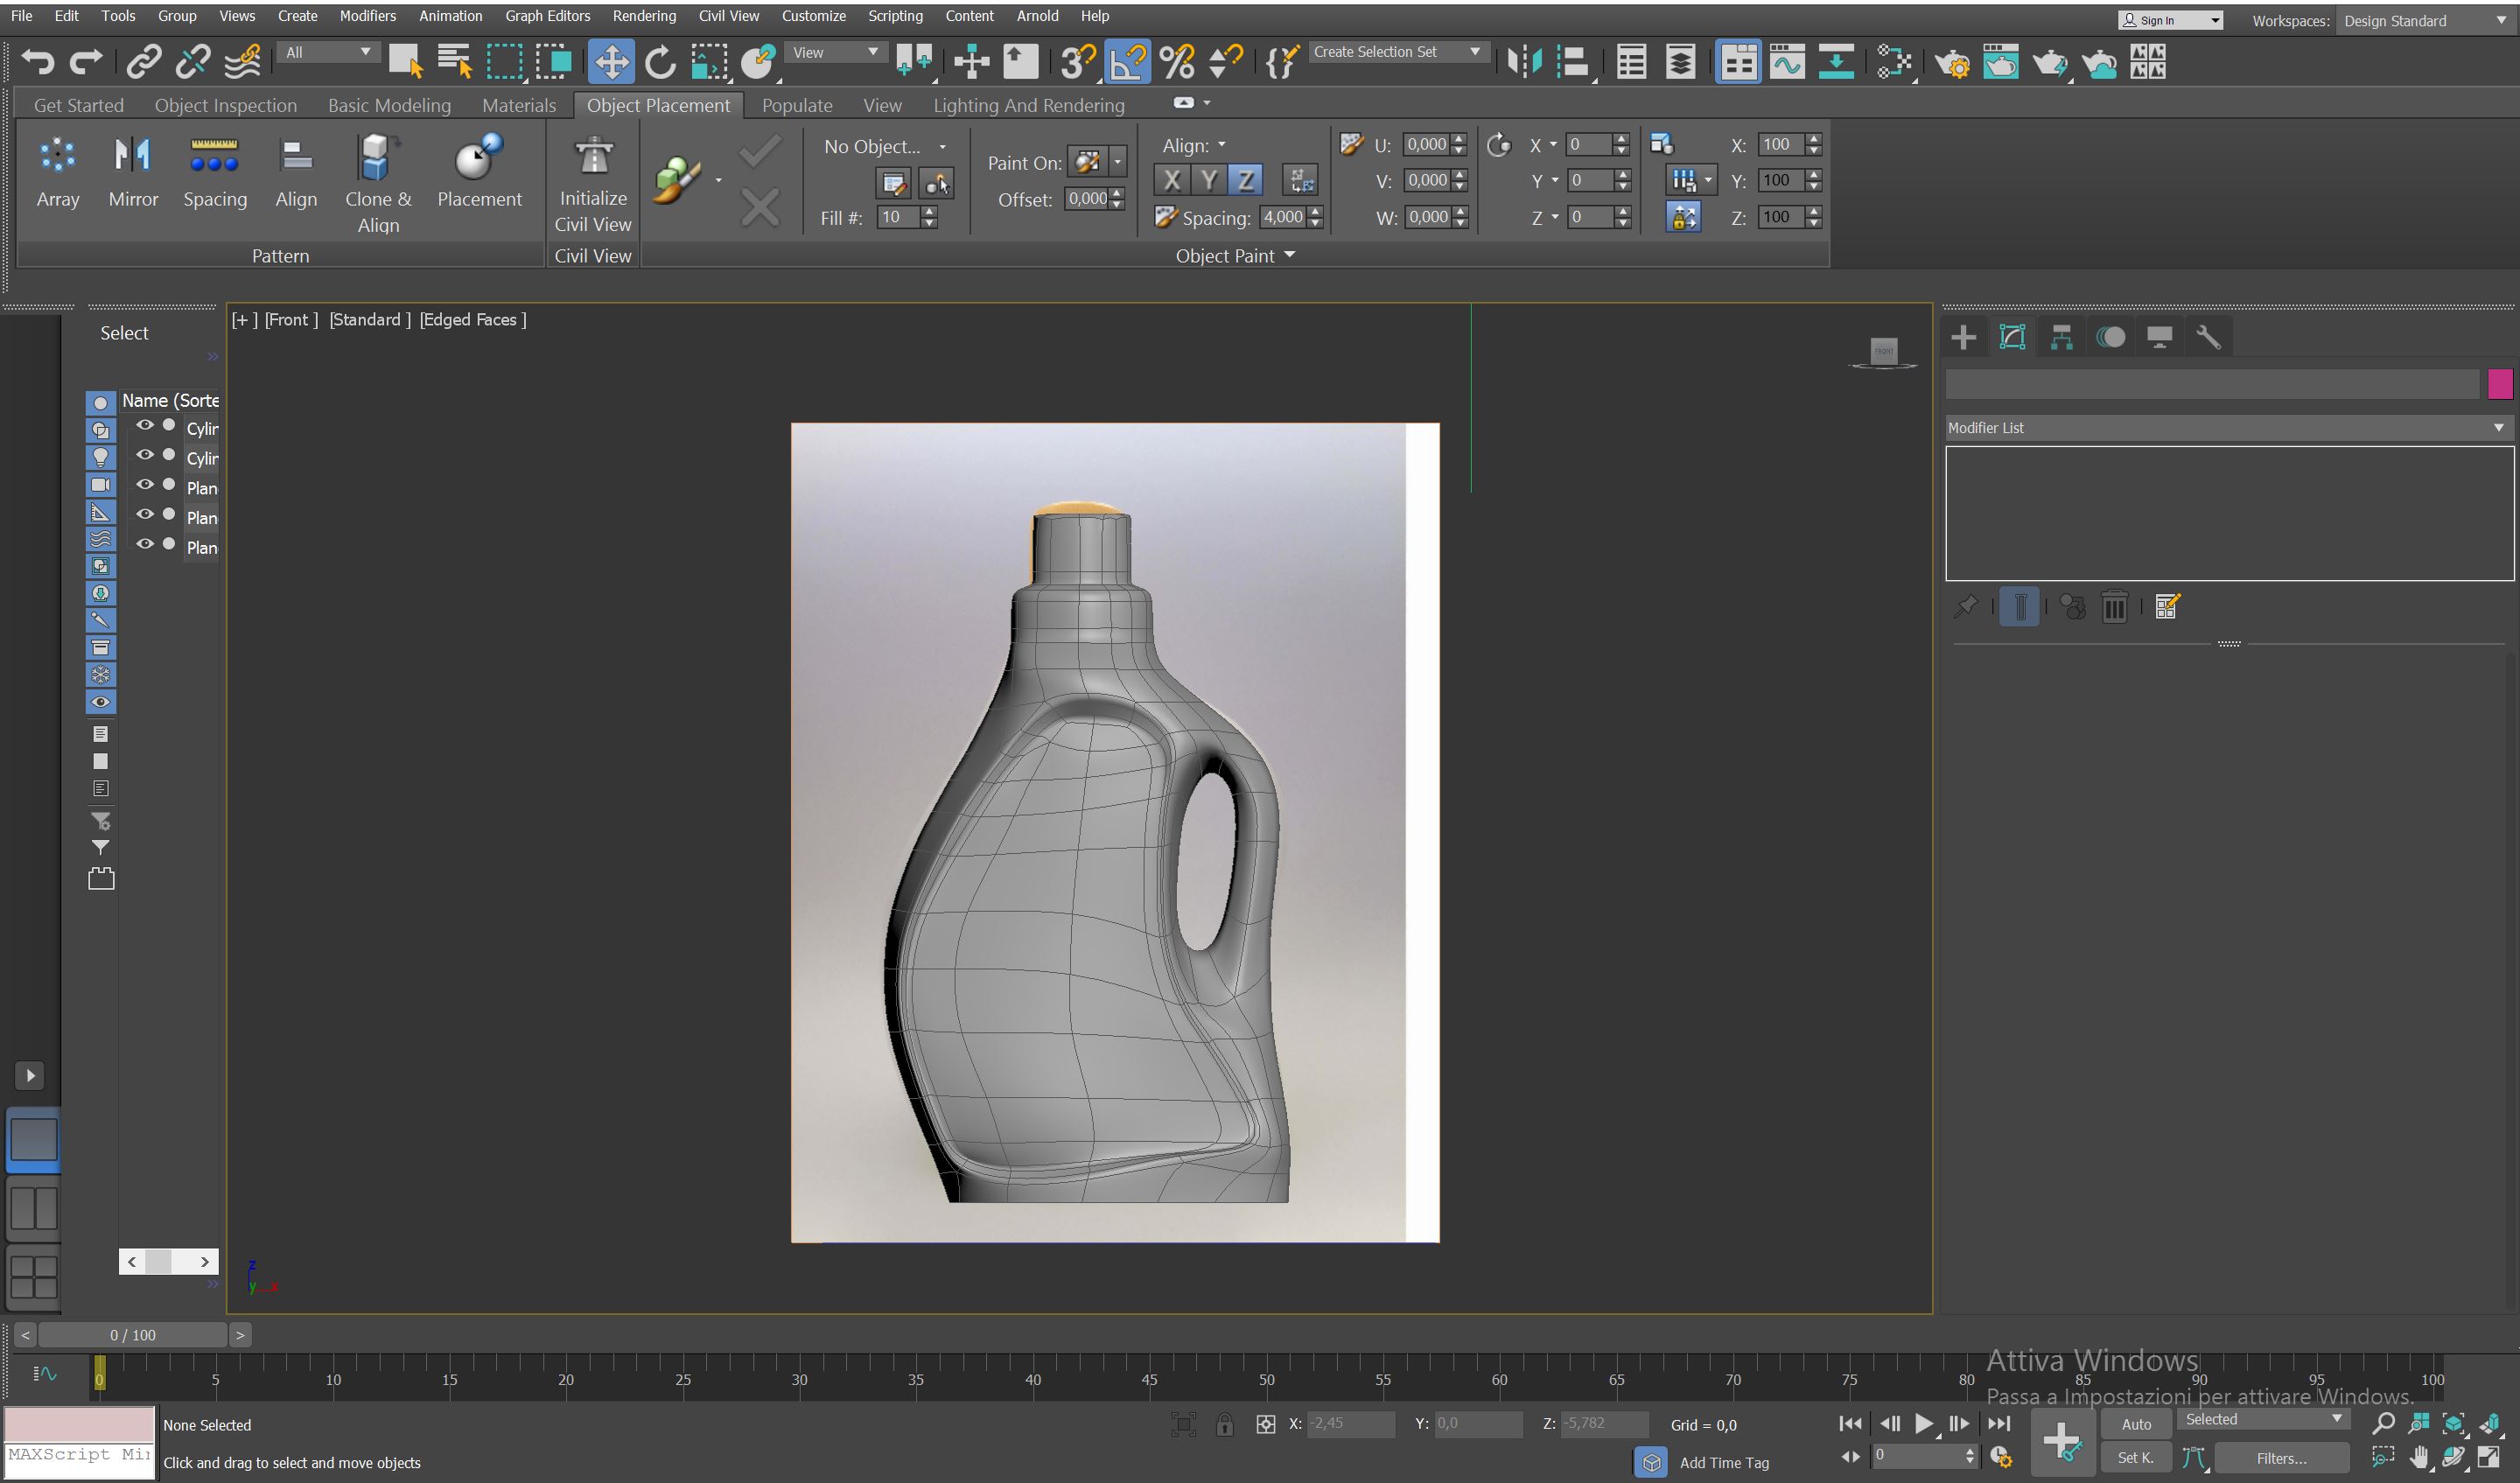 File Edit Tools Group Views Create Modifiers Animation Graph Editors Rendering Civil View Customize Scripting Content Arnold Help
Sign In Workspaces: Design Standard
All View Create Selection Set
Get Started Object Inspection Basic Modeling Materials Object Placement Populate View Lighting And Rendering
No Object... Align: U: 0,000 X 0 X: 100
Paint On:
X Y Z V: 0,000 Y 0 Y: 100
Array Mirror Spacing Align Clone & Align Placement Initialize Civil View
Offset: 0,000
Fill #: 10 Spacing: 4,000 W: 0,000 Z 0 Z: 100
Pattern Civil View Object Paint
Select
[+ ] [Front ] [Standard ] [Edged Faces ]
FRONT
Name (Sorte
Cylin
Cylin
Plan
Plan
Plan
Modifier List
z
y x
0 / 100
0 5 10 15 20 25 30 35 40 45 50 55 60 65 70 75 80 85 90 95 100
Attiva Windows
Passa a Impostazioni per attivare Windows.
None Selected X: -2,45 Y: 0,0 Z: -5,782 Grid = 0,0 Auto Selected
MAXScript Mi
Click and drag to select and move objects Add Time Tag 0 Set K. Filters...